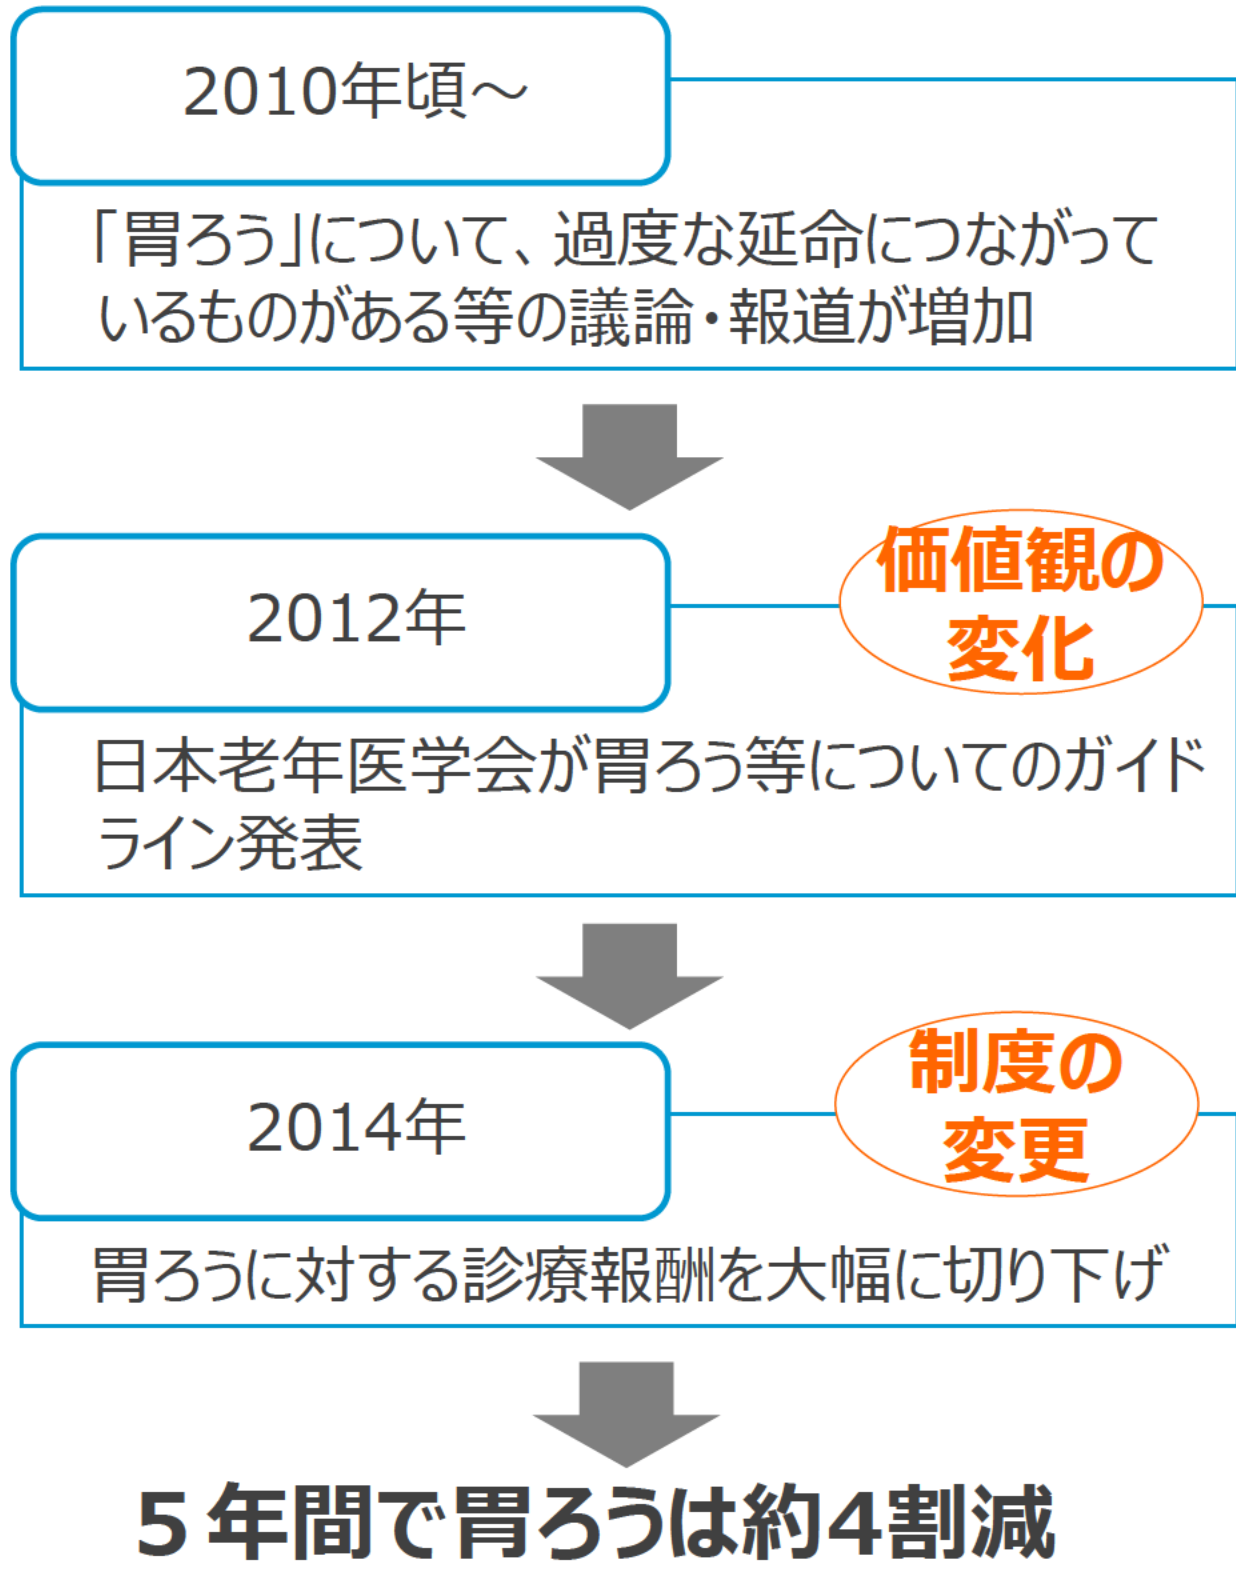 2010年頃～
「胃ろう」について、過度な延命につながって
いるものがある等の議論・報道が増加
価値観の
変化
2012年
日本老年医学会が胃ろう等についてのガイド
ライン発表
制度の
変更
2014年
胃ろうに対する診療報酬を大幅に切り下げ
５年間で胃ろうは約4割減